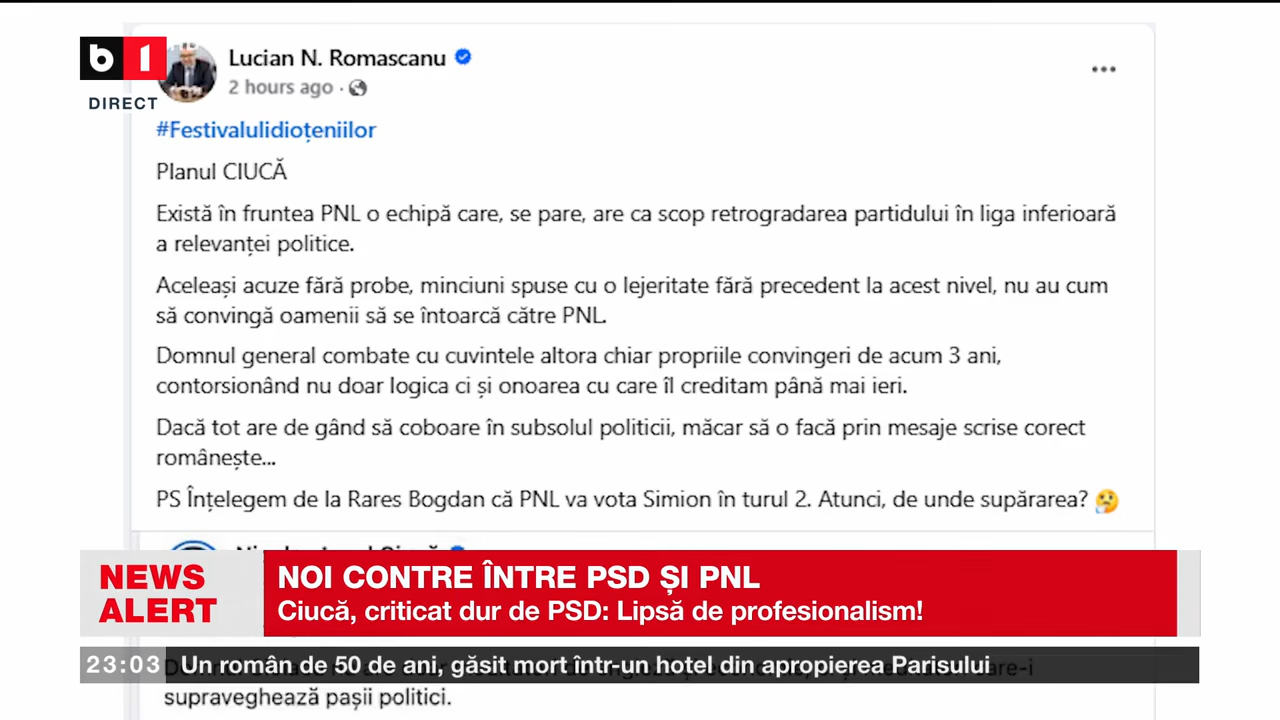 b1
DIRECT
Lucian N. Romascanu
2 hours ago ·
#Festivalulidioțeniilor
Planul CIUCĂ
Există în fruntea PNL o echipă care, se pare, are ca scop retrogradarea partidului în liga inferioară
a relevanței politice.
Aceleași acuze fără probe, minciuni spuse cu o lejeritate fără precedent la acest nivel, nu au cum
să convingă oamenii să se întoarcă către PNL.
Domnul general combate cu cuvintele altora chiar propriile convingeri de acum 3 ani,
contorsionând nu doar logica ci și onoarea cu care îl creditam până mai ieri.
Dacă tot are de gând să coboare în subsolul politicii, măcar să o facă prin mesaje scrise corect
românește...
PS Înțelegem de la Rares Bogdan că PNL va vota Simion în turul 2. Atunci, de unde supărarea? 🤔
NEWS
ALERT
NOI CONTRE ÎNTRE PSD ȘI PNL
Ciucă, criticat dur de PSD: Lipsă de profesionalism!
23:03 Un român de 50 de ani, găsit mort într-un hotel din apropierea Parisului
supraveghează pașii politici.